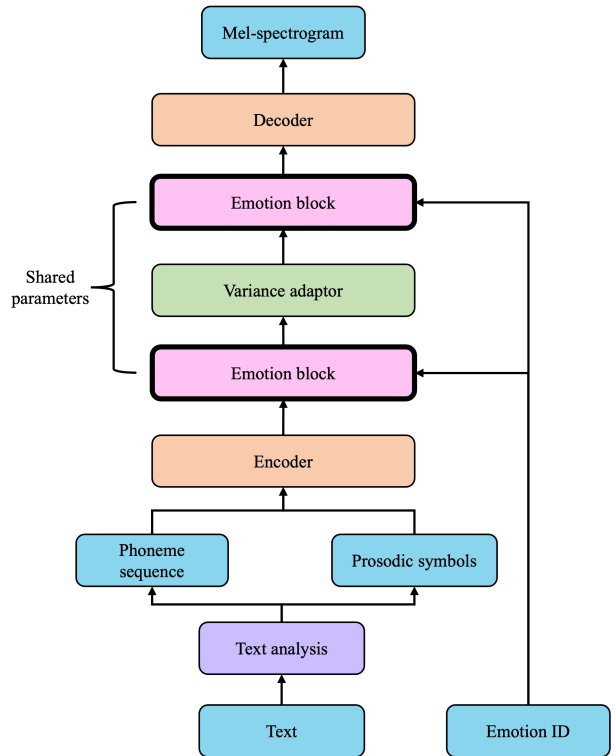 Mel-spectrogram
Decoder
Emotion block
Shared
parameters
Variance adaptor
Emotion block
Encoder
Phoneme
sequence
Prosodic symbols
Text analysis
Text
Emotion ID